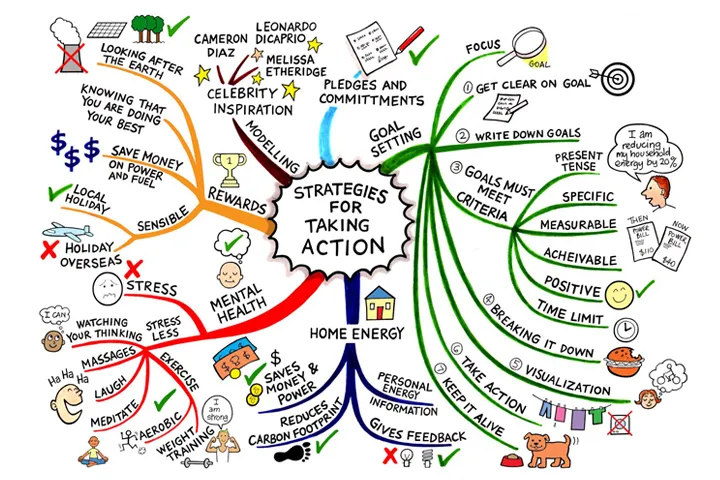 STRATEGIES
FOR
TAKING
ACTION
GOAL
SETTING
FOCUS
GOAL
① GET CLEAR ON GOAL
② WRITE DOWN GOALS
③ GOALS MUST
MEET
CRITERIA
PRESENT
TENSE
I am
reducing
my household
energy by 20%
SPECIFIC
MEASURABLE
THEN
POWER
BILL
$110
NOW
POWER
BILL
$40
ACHEIVABLE
POSITIVE
TIME LIMIT
④ BREAKING IT DOWN
⑤ VISUALIZATION
⑥ TAKE ACTION
⑦ KEEP IT ALIVE
HOME ENERGY
PERSONAL
ENERGY
INFORMATION
GIVES FEEDBACK
$
SAVES
MONEY &
POWER
REDUCES
CARBON FOOTPRINT
MENTAL
HEALTH
STRESS
STRESS
LESS
I CAN
WATCHING
YOUR THINKING
MASSAGES
Ha Ha Ha
LAUGH
MEDITATE
EXERCISE
AEROBIC
WEIGHT
TRAINING
I am
strong
REWARDS
1
LOOKING AFTER
THE EARTH
KNOWING THAT
YOU ARE DOING
YOUR BEST
$ $ $
SAVE MONEY
ON POWER
AND FUEL
SENSIBLE
LOCAL
HOLIDAY
HOLIDAY
OVERSEAS
MODELLING
CELEBRITY
INSPIRATION
CAMERON
DIAZ
LEONARDO
DICAPRIO
MELISSA
ETHERIDGE
PLEDGES AND
COMMITTMENTS